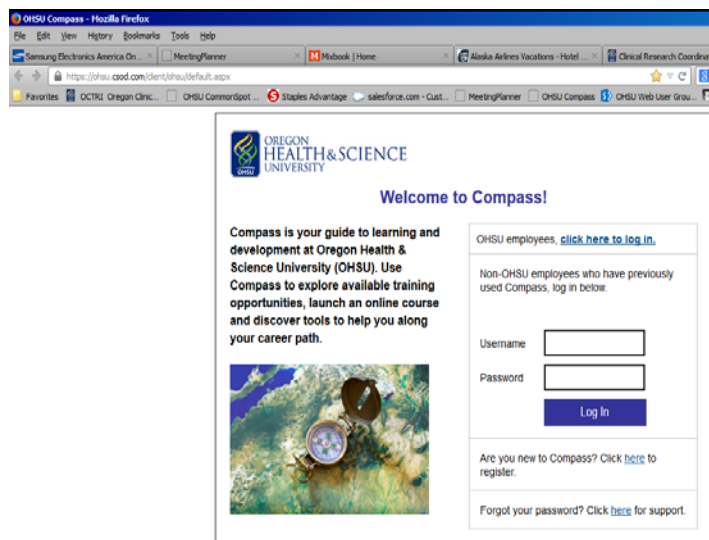 OHSU Compass - Mozilla Firefox
File Edit View History Bookmarks Tools Help
Samsung Electronics America On... MeetingPlanner Mixbook | Home Alaska Airlines Vacations - Hotel ... Clinical Research Coordina
https://ohsu.csod.com/client/ohsu/default.aspx
Favorites OCTRI Oregon Clinic... OHSU CommonSpot ... Staples Advantage salesforce.com - Cust... MeetingPlanner OHSU Compass OHSU Web User Grou...
OREGON
HEALTH & SCIENCE
UNIVERSITY
OHSU
Welcome to Compass!
Compass is your guide to learning and
development at Oregon Health &
Science University (OHSU). Use
Compass to explore available training
opportunities, launch an online course
and discover tools to help you along
your career path.
OHSU employees, click here to log in.
Non-OHSU employees who have previously
used Compass, log in below.
Username
Password
Log In
Are you new to Compass? Click here to
register.
Forgot your password? Click here for support.